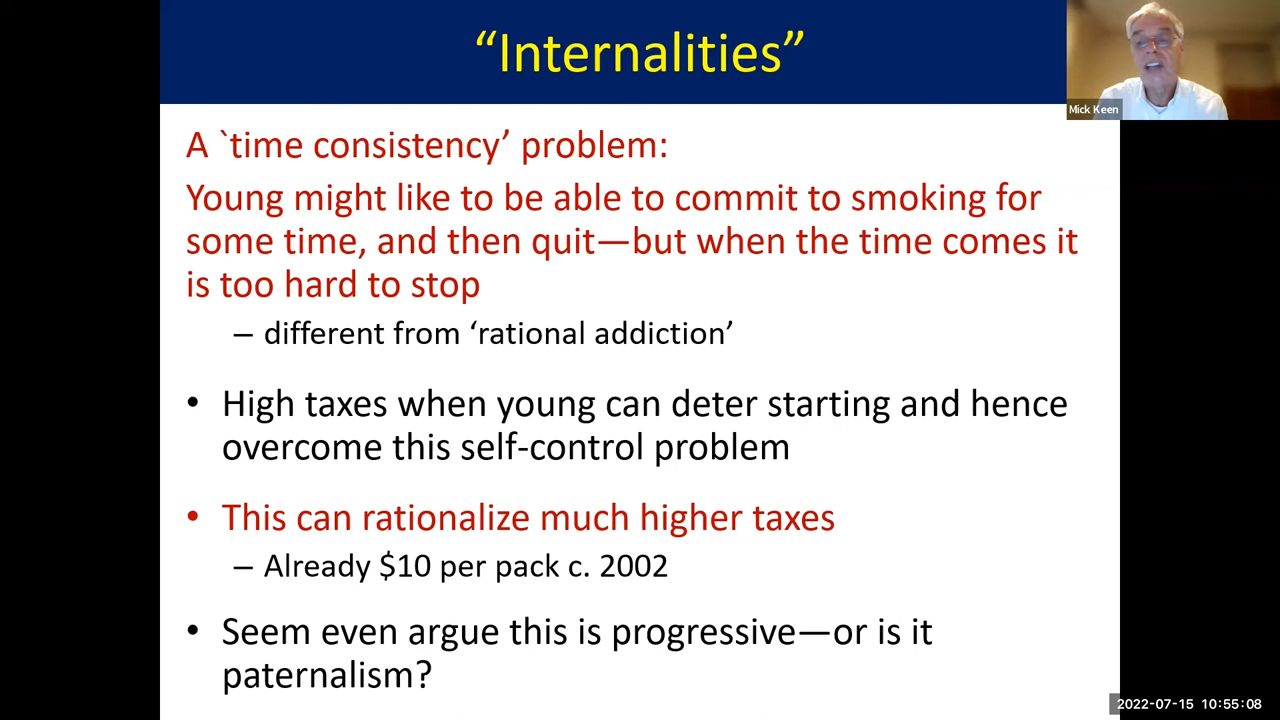 “Internalities”
Mick Keen
A `time consistency’ problem:
Young might like to be able to commit to smoking for
some time, and then quit—but when the time comes it
is too hard to stop
– different from ‘rational addiction’
• High taxes when young can deter starting and hence
overcome this self-control problem
• This can rationalize much higher taxes
– Already $10 per pack c. 2002
• Seem even argue this is progressive—or is it
paternalism?
2022-07-15 10:55:08